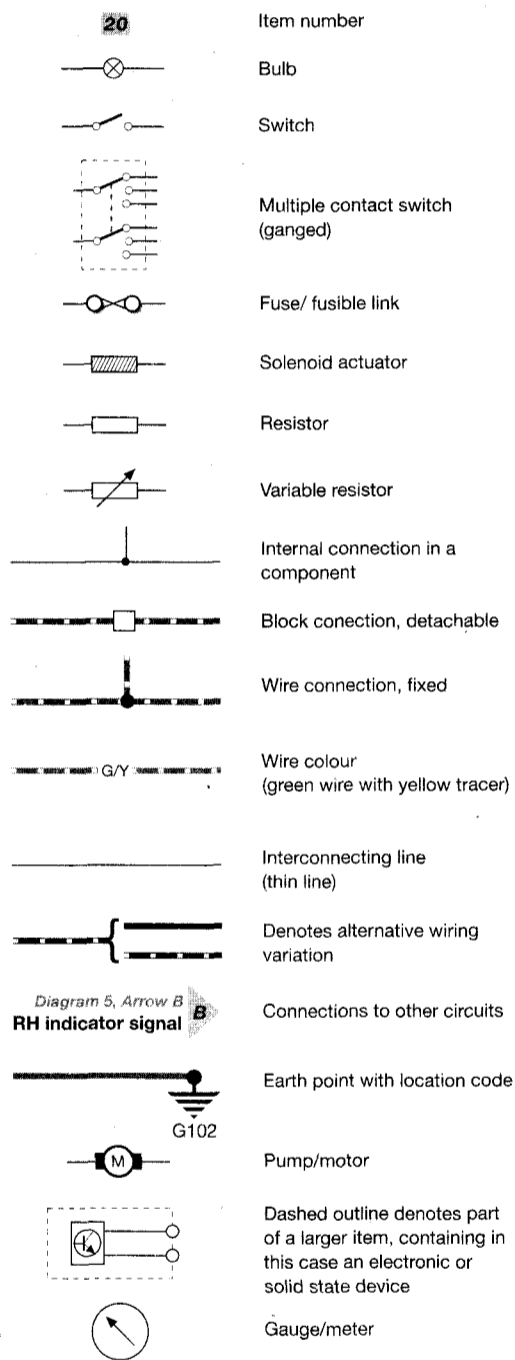 20 Item number
Bulb
Switch
Multiple contact switch
(ganged)
Fuse/ fusible link
Solenoid actuator
Resistor
Variable resistor
Internal connection in a
component
Block conection, detachable
Wire connection, fixed
G/Y Wire colour
(green wire with yellow tracer)
Interconnecting line
(thin line)
Denotes alternative wiring
variation
Diagram 5, Arrow B
RH indicator signal B Connections to other circuits
Earth point with location code
G102
M Pump/motor
Dashed outline denotes part
of a larger item, containing in
this case an electronic or
solid state device
Gauge/meter